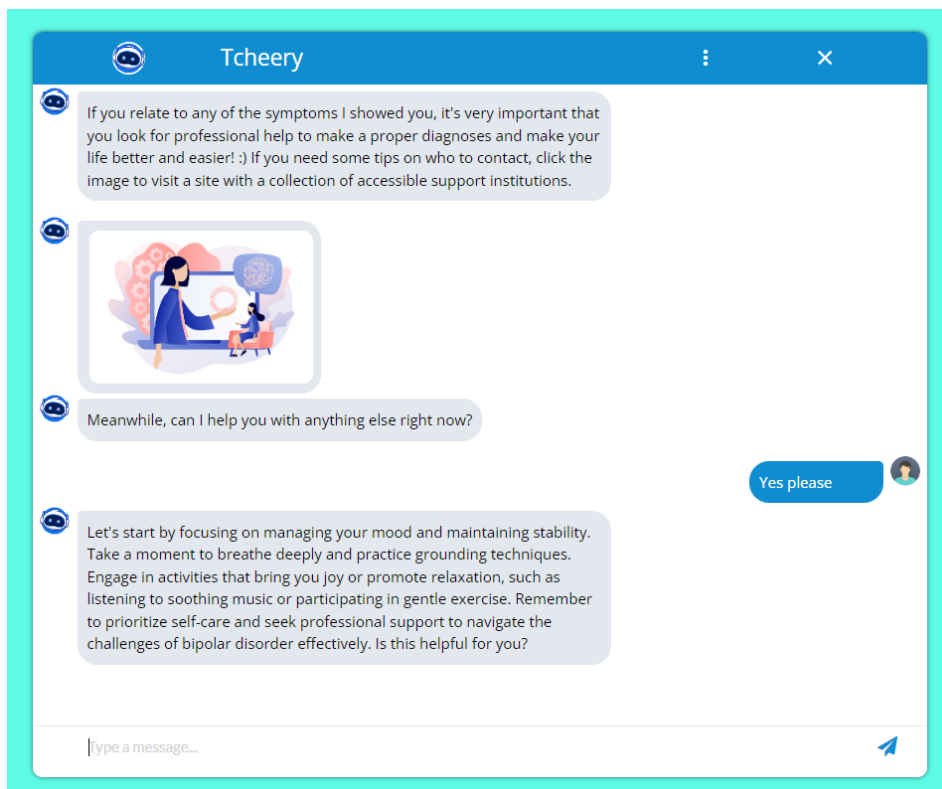 Tcheery
If you relate to any of the symptoms I showed you, it's very important that
you look for professional help to make a proper diagnoses and make your
life better and easier! :) If you need some tips on who to contact, click the
image to visit a site with a collection of accessible support institutions.
Meanwhile, can I help you with anything else right now?
Yes please
Let's start by focusing on managing your mood and maintaining stability.
Take a moment to breathe deeply and practice grounding techniques.
Engage in activities that bring you joy or promote relaxation, such as
listening to soothing music or participating in gentle exercise. Remember
to prioritize self-care and seek professional support to navigate the
challenges of bipolar disorder effectively. Is this helpful for you?
Type a message...